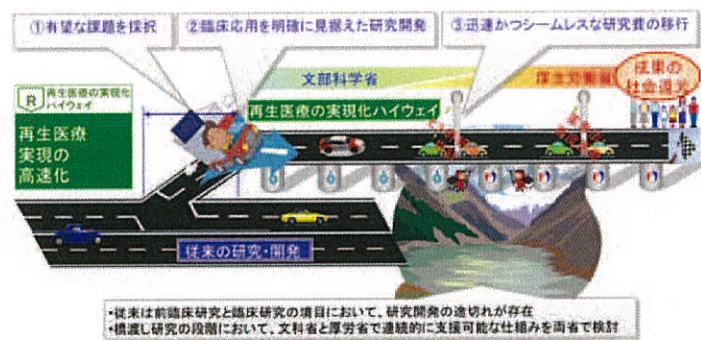 ①有望な課題を採択
②臨床応用を明確に見据えた研究開発
③迅速かつシームレスな研究費の移行
文部科学省
厚生労働省
成果の
社会還元
R
再生医療の実現化
ハイウェイ
再生医療
実現の
高速化
再生医療の実現化ハイウェイ
従来の研究・開発
・従来は前臨床研究と臨床研究の項目において、研究開発の途切れが存在
・橋渡し研究の段階において、文科省と厚労省で連続的に支援可能な仕組みを両省で検討